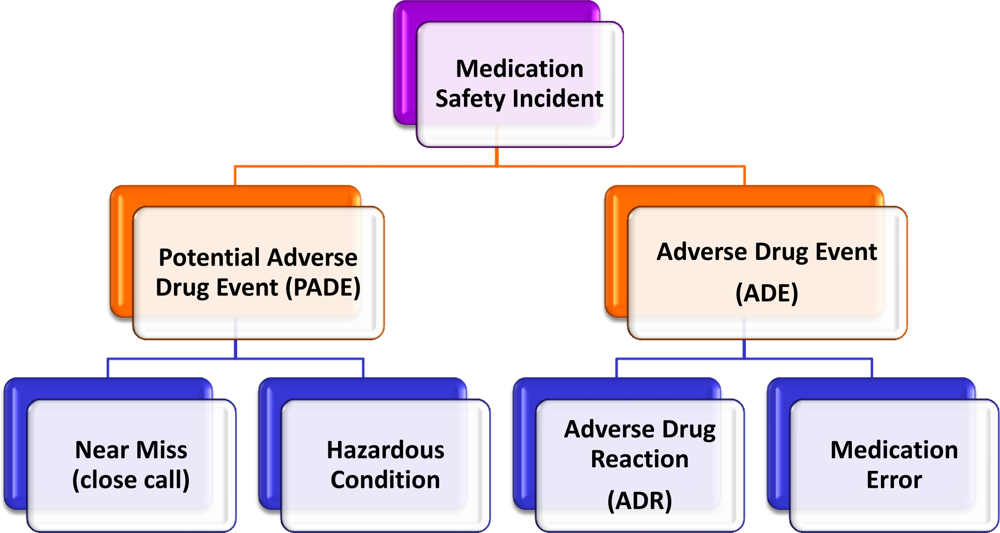 Medication
Safety Incident
Potential Adverse
Drug Event (PADE)
Adverse Drug Event
(ADE)
Near Miss
(close call)
Hazardous
Condition
Adverse Drug
Reaction
(ADR)
Medication
Error